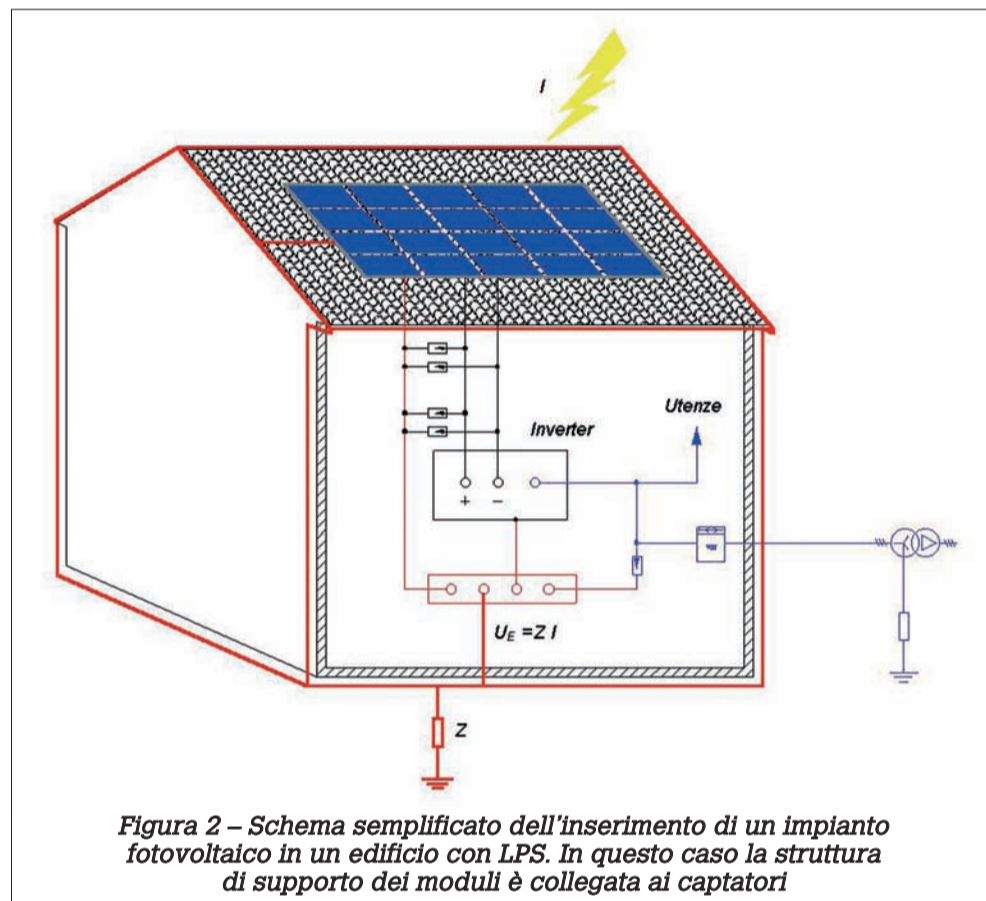 I
Utenze
Inverter
+ −
U_E = Z I
Z
Figura 2 – Schema semplificato dell'inserimento di un impianto
fotovoltaico in un edificio con LPS. In questo caso la struttura
di supporto dei moduli è collegata ai captatori